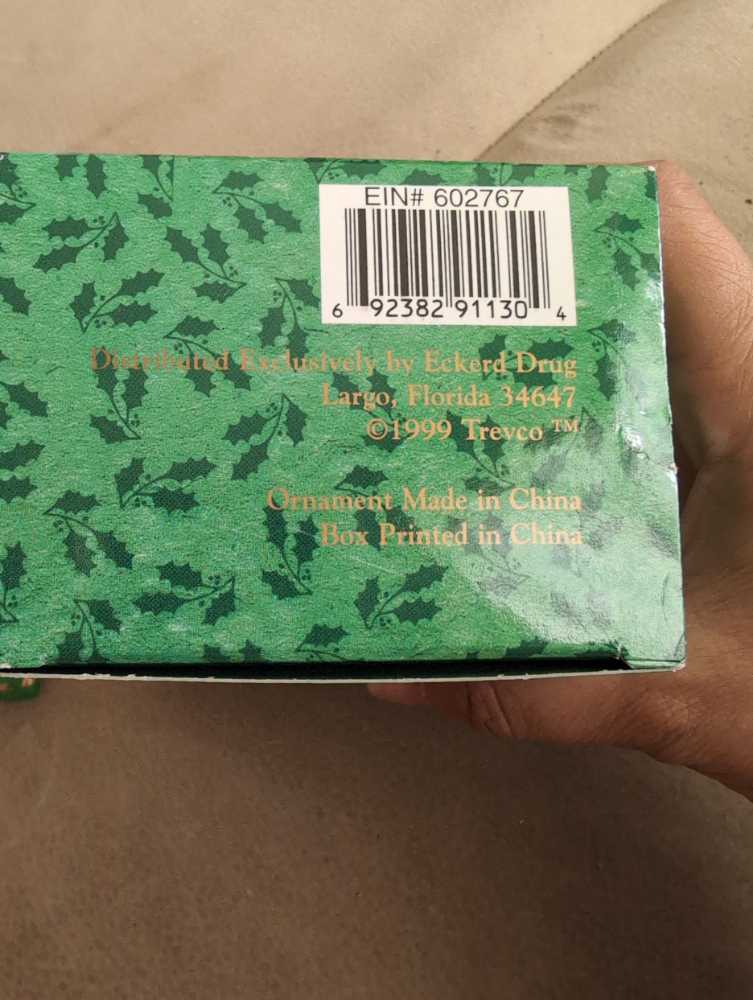 EIN# 602767
6 92382 91130 4
Distributed Exclusively by Eckerd Drug
Largo, Florida 34647
©1999 Trevco ™
Ornament Made in China
Box Printed in China